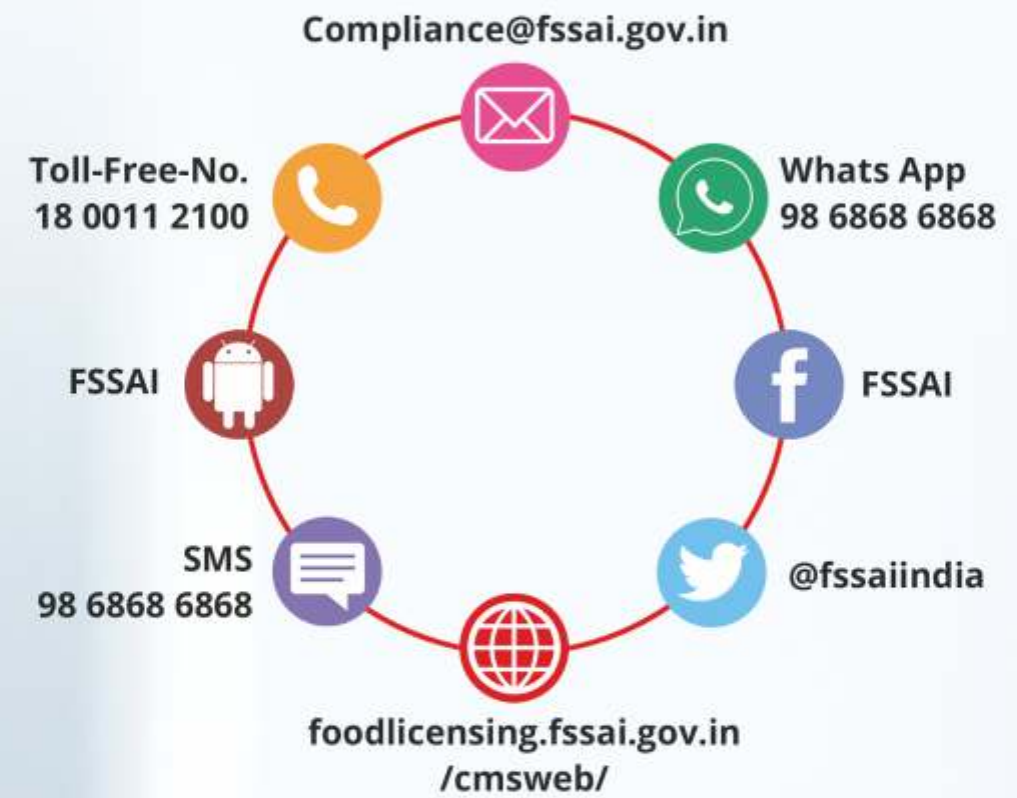 Compliance@fssai.gov.in
Toll-Free-No.
18 0011 2100
Whats App
98 6868 6868
FSSAI
f
FSSAI
SMS
98 6868 6868
@fssaiindia
foodlicensing.fssai.gov.in
/cmsweb/